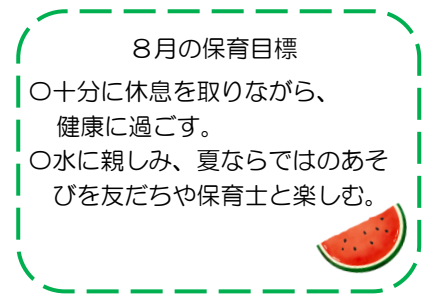 ８月の保育目標
〇十分に休息を取りながら、
健康に過ごす。
〇水に親しみ、夏ならではのあそ
びを友だちや保育士と楽しむ。